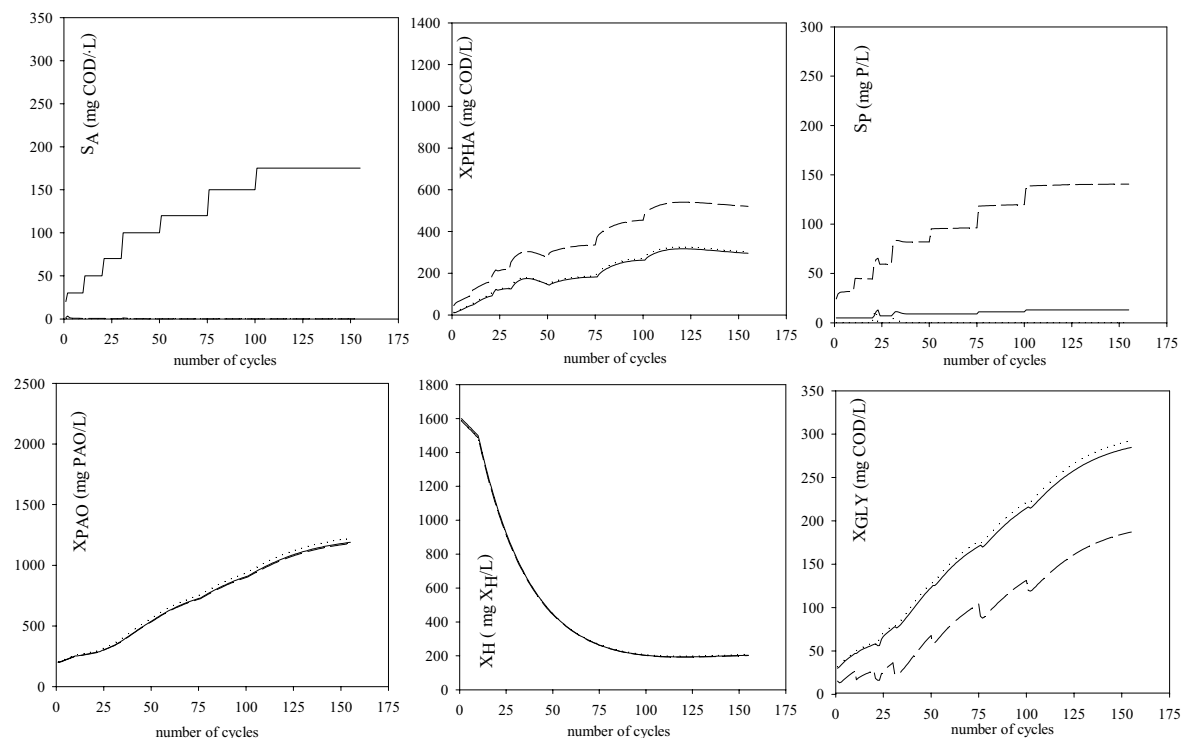 350
300
250
200
150
100
50
0
SA (mg COD/·L)
0 25 50 75 100 125 150 175
number of cycles
1400
1200
1000
800
600
400
200
0
XPHA (mg COD/L)
0 25 50 75 100 125 150 175
number of cycles
300
250
200
150
100
50
0
SP (mg P/L)
0 25 50 75 100 125 150 175
number of cycles
2500
2000
1500
1000
500
0
XPAO (mg PAO/L)
0 25 50 75 100 125 150 175
number of cycles
1800
1600
1400
1200
1000
800
600
400
200
0
XH ( mg XH/L)
0 25 50 75 100 125 150 175
number of cycles
350
300
250
200
150
100
50
0
XGLY (mg COD/L)
0 25 50 75 100 125 150 175
number of cycles